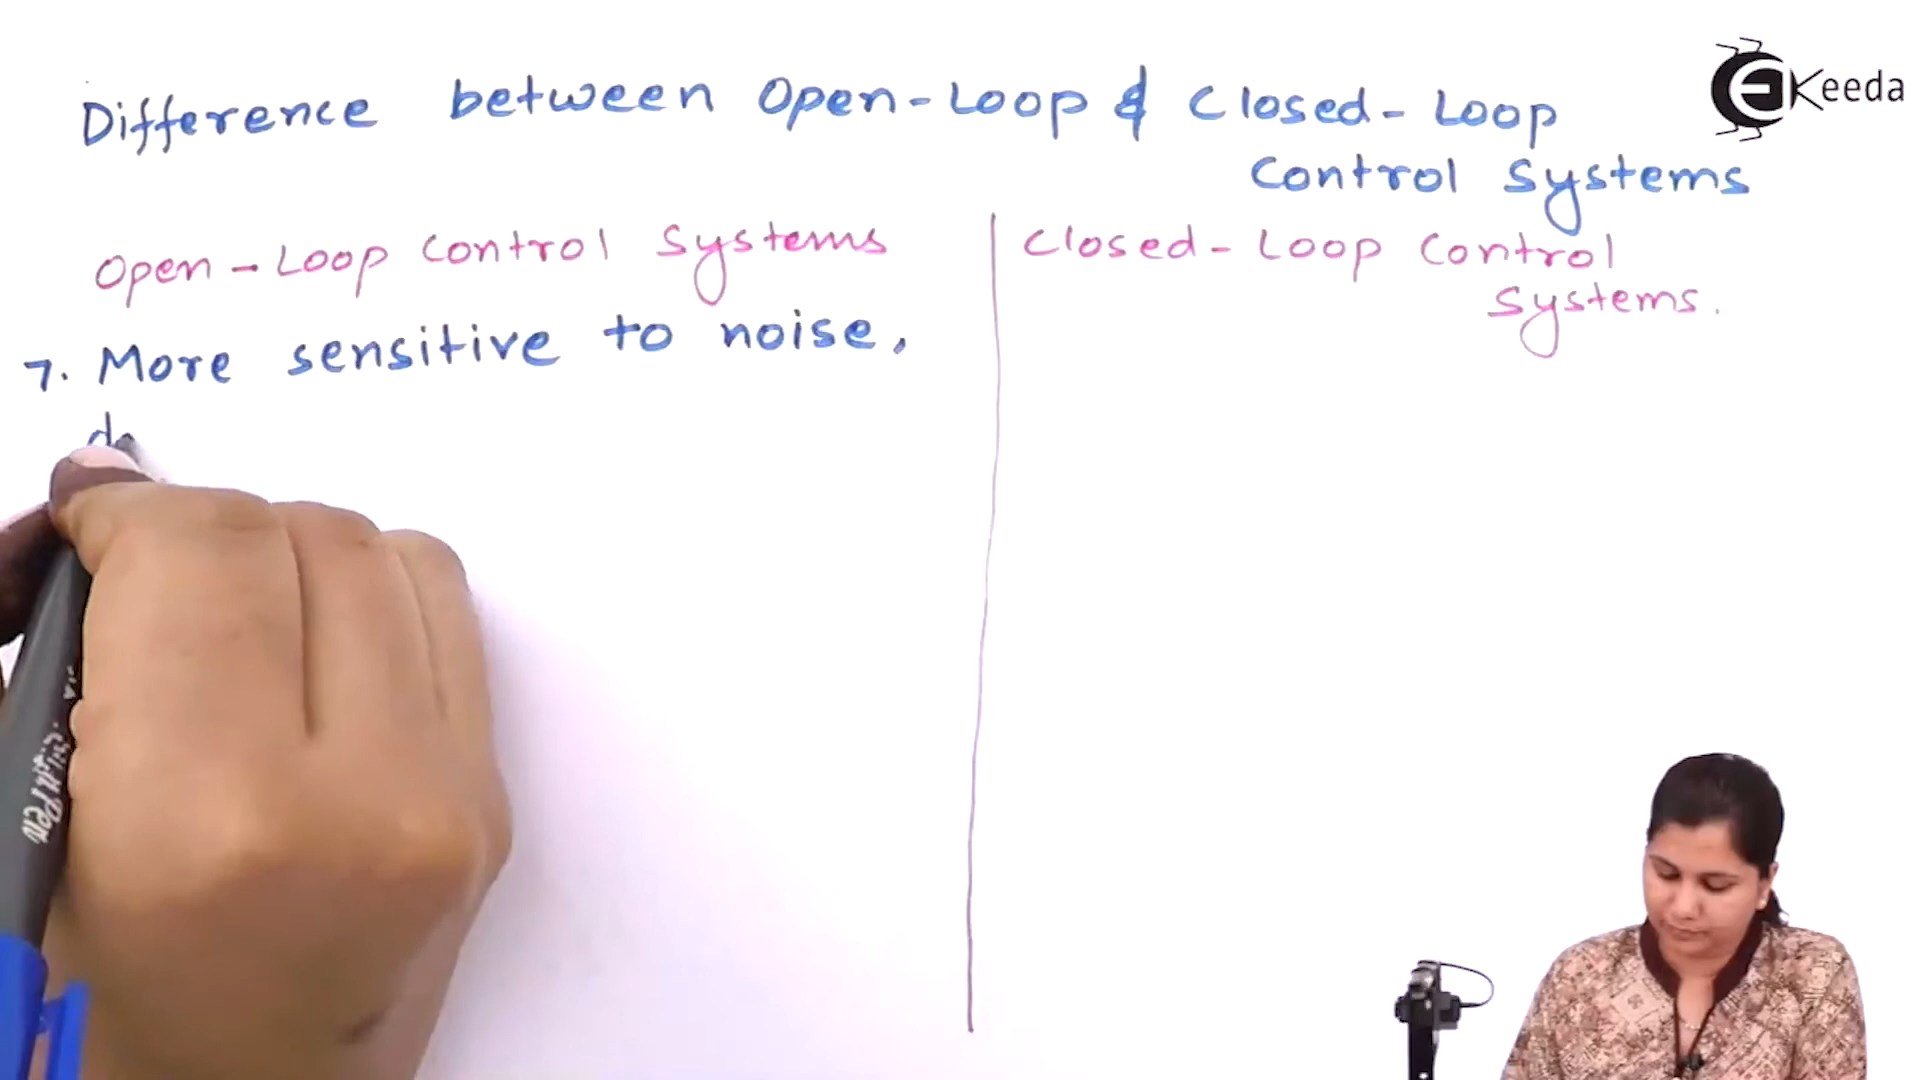 Difference between Open-Loop & Closed-Loop
Control Systems
Keeda
Open-Loop Control Systems
Closed-Loop Control
Systems.
7. More sensitive to noise,